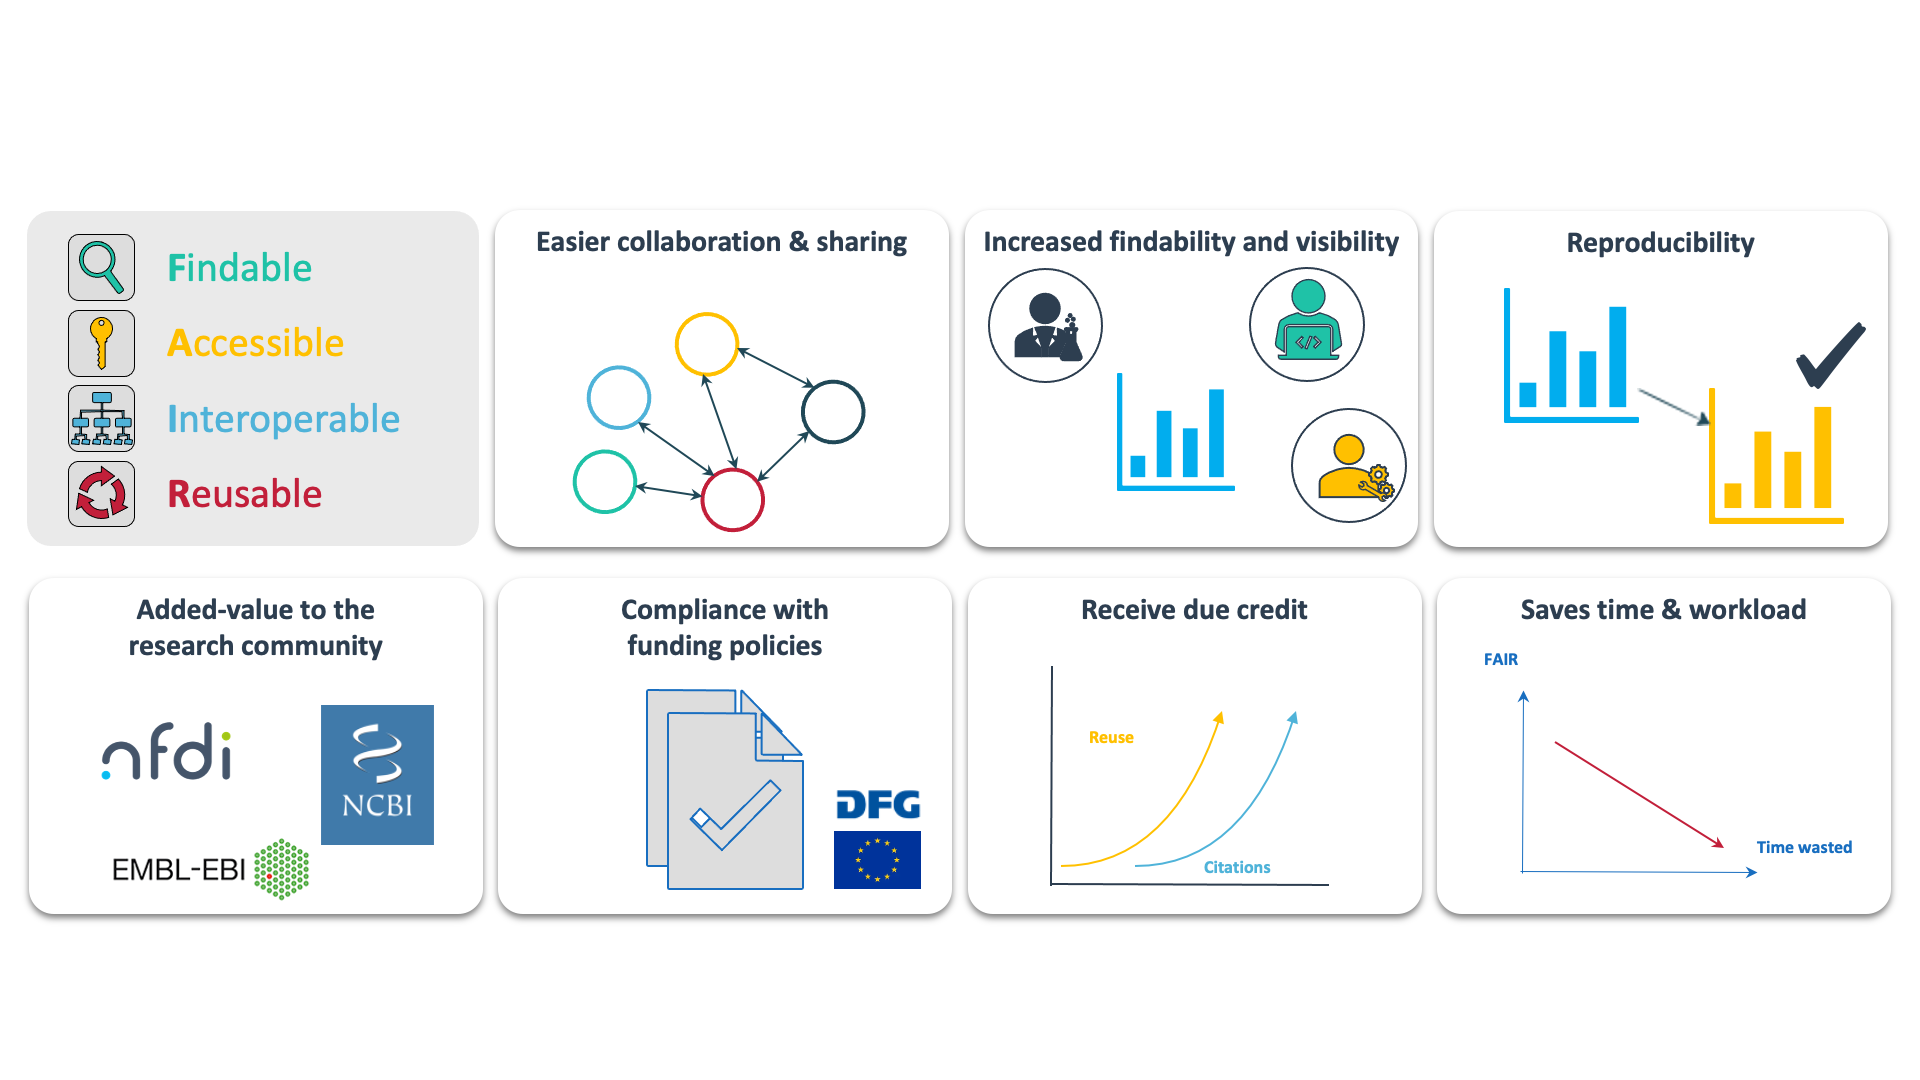 Findable
Accessible
Interoperable
Reusable
Easier collaboration & sharing
Increased findability and visibility
</>
Reproducibility
Added-value to the
research community
nfdi
NCBI
EMBL-EBI
Compliance with
funding policies
DFG
Receive due credit
Reuse
Citations
Saves time & workload
FAIR
Time wasted